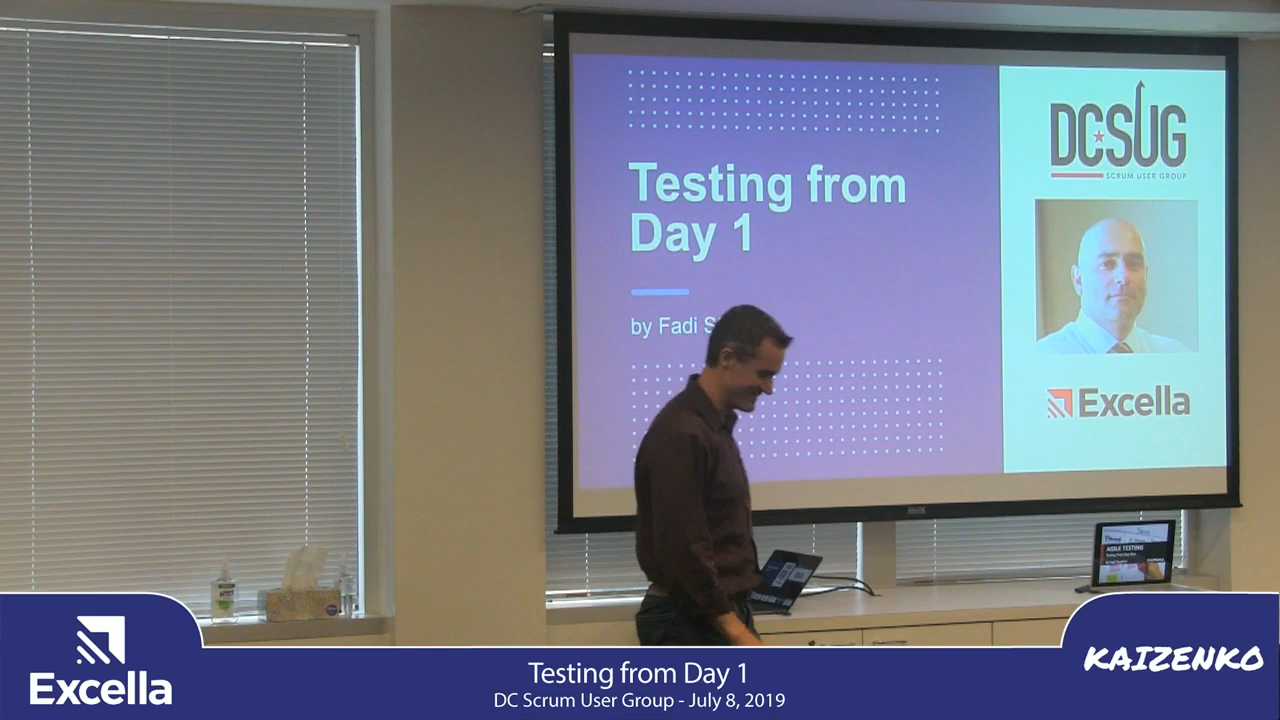 Testing from
Day 1
by Fadi
DCSUG
SCRUM USER GROUP
Excella
AGILE TESTING
Excella
Testing from Day 1
DC Scrum User Group - July 8, 2019
KAIZENKO